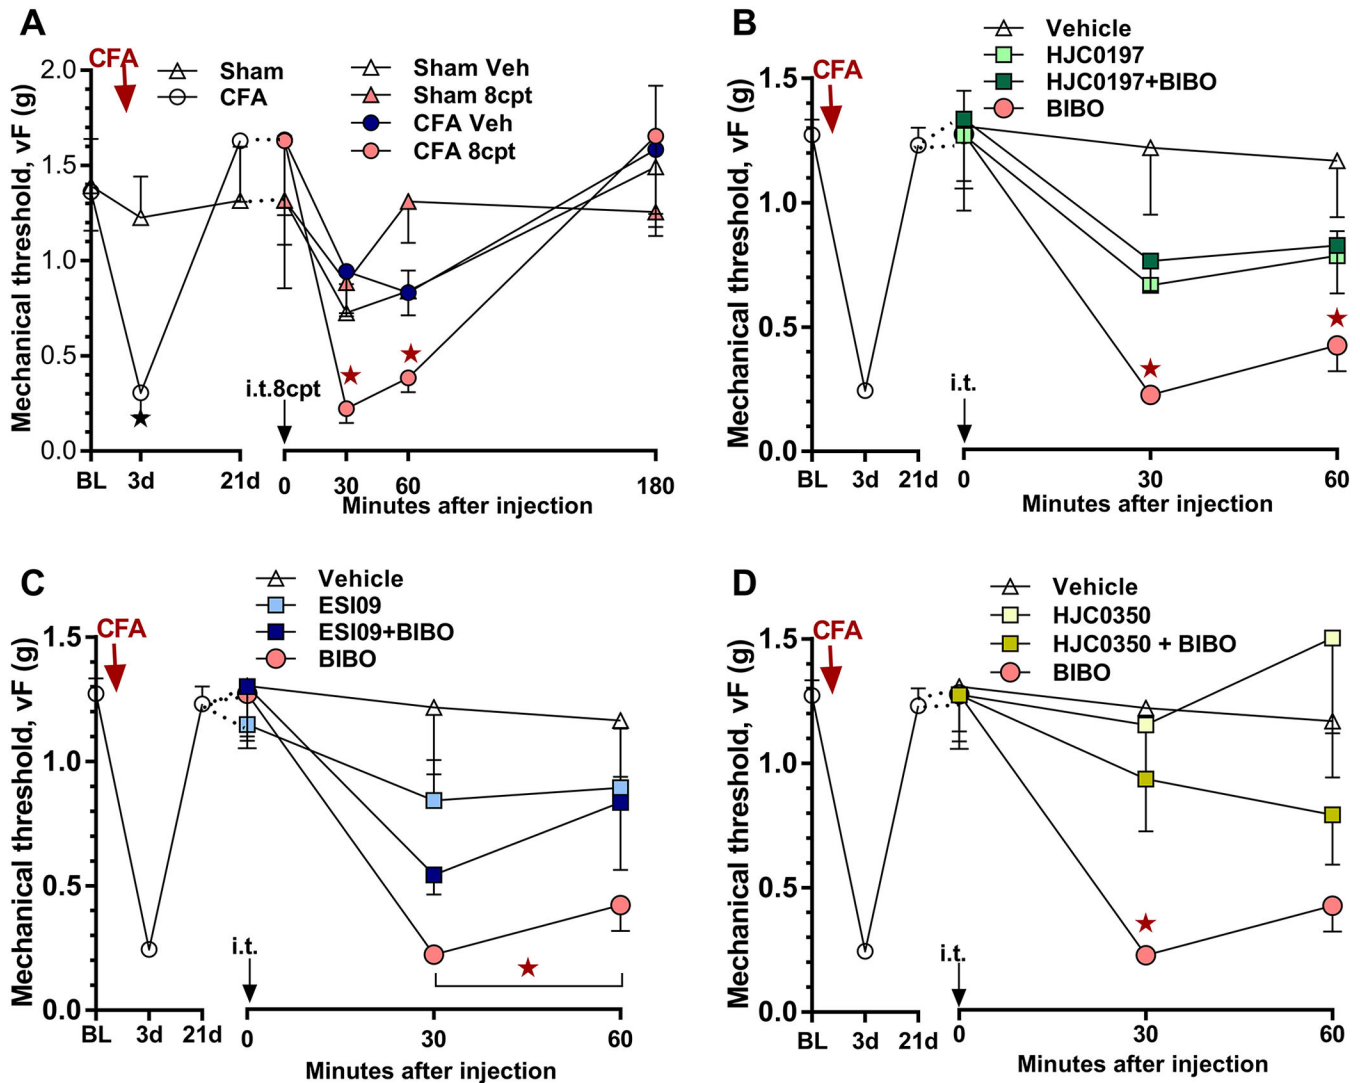 A
CFA
Sham
CFA
Sham Veh
Sham 8cpt
CFA Veh
CFA 8cpt
Mechanical threshold, vF (g)
2.0
1.5
1.0
0.5
0.0
i.t.8cpt
BL 3d 21d 0 30 60 180
Minutes after injection
B
CFA
Vehicle
HJC0197
HJC0197+BIBO
BIBO
Mechanical threshold, vF (g)
1.5
1.0
0.5
0.0
i.t.
BL 3d 21d 0 30 60
Minutes after injection
C
CFA
Vehicle
ESI09
ESI09+BIBO
BIBO
Mechanical threshold, vF (g)
1.5
1.0
0.5
0.0
i.t.
BL 3d 21d 0 30 60
Minutes after injection
D
CFA
Vehicle
HJC0350
HJC0350 + BIBO
BIBO
Mechanical threshold, vF (g)
1.5
1.0
0.5
0.0
i.t.
BL 3d 21d 0 30 60
Minutes after injection